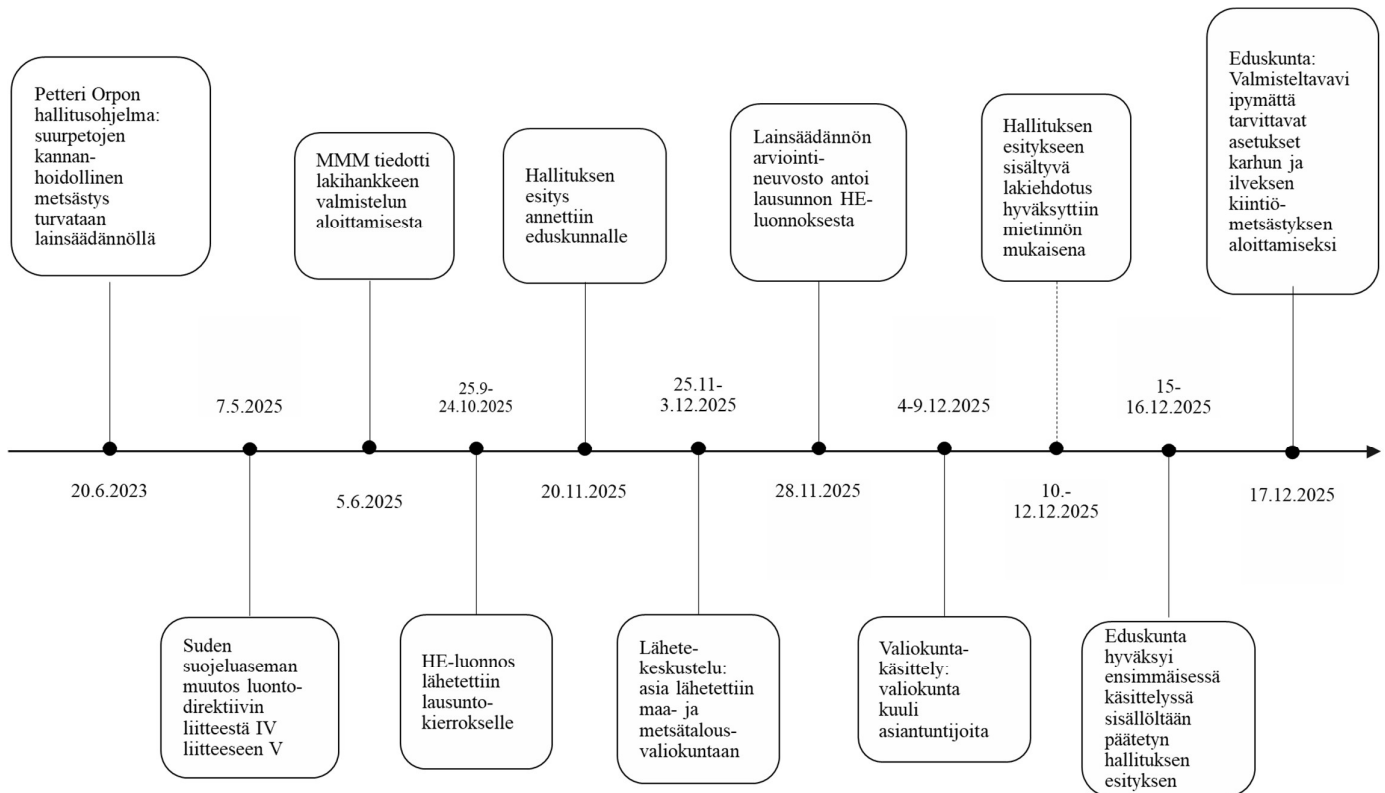 Petteri Orpon
hallitusohjelma:
suurpetojen
kannan-
hoidollinen
metsästys
turvataan
lainsäädännöllä
MMM tiedotti
lakihankkeen
valmistelun
aloittamisesta
Hallituksen
esitys
annettiin
eduskunnalle
Lainsäädännön
arviointi-
neuvosto antoi
lausunnon HE-
luonnoksesta
Hallituksen
esitykseen
sisältyvä
lakiehdotus
hyväksyttiin
mietinnön
mukaisena
Eduskunta:
Valmisteltavavi
ipymättä
tarvittavat
asetukset
karhun ja
ilveksen
kiintiö-
metsästyksen
aloittamiseksi
7.5.2025
25.9-
24.10.2025
25.11-
3.12.2025
4-9.12.2025
15-
16.12.2025
20.6.2023
5.6.2025
20.11.2025
28.11.2025
10.-
12.12.2025
17.12.2025
Suden
suojeluaseman
muutos luonto-
direktiivin
liitteestä IV
liitteeseen V
HE-luonnos
lähetettiin
lausunto-
kierrokselle
Lähete-
keskustelu:
asia lähetettiin
maa- ja
metsätalous-
valiokuntaan
Valiokunta-
käsittely:
valiokunta
kuuli
asiantuntijoita
Eduskunta
hyväksyi
ensimmäisessä
käsittelyssä
sisällöltään
päätetyn
hallituksen
esityksen